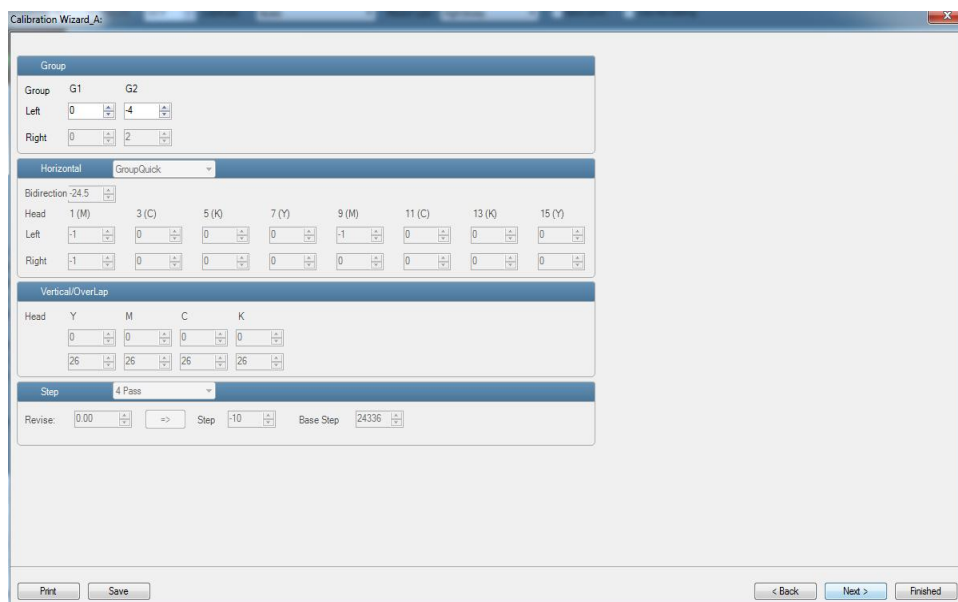 Calibration Wizard_A:
x
Group
Group G1 G2
Left 0 -4
Right 0 2
Horizontal GroupQuick
Bidirection -24.5
Head 1 (M) 3 (C) 5 (K) 7 (Y) 9 (M) 11 (C) 13 (K) 15 (Y)
Left -1 0 0 0 -1 0 0 0
Right -1 0 0 0 0 0 0 0
Vertical/OverLap
Head Y M C K
0 0 0 0
26 26 26 26
Step 4 Pass
Revise: 0.00 => Step -10 Base Step 24336
Print Save < Back Next > Finished